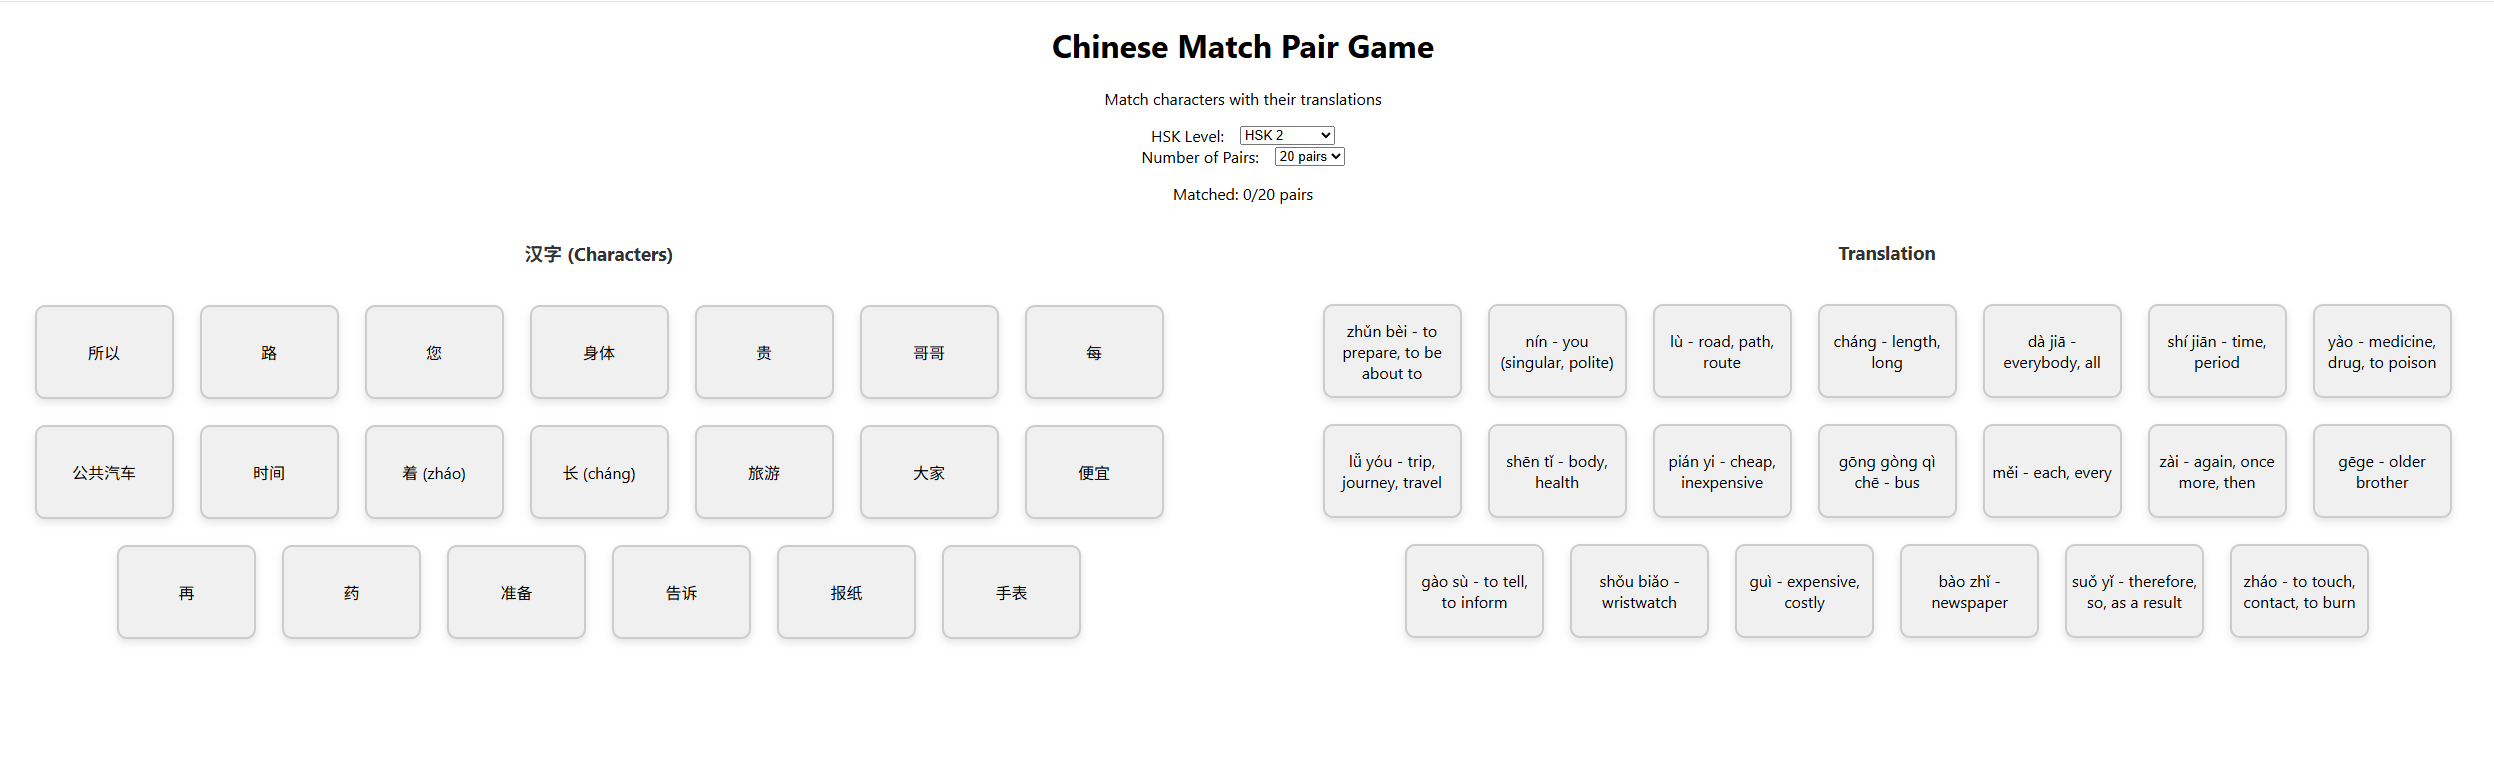 Chinese Match Pair Game
Match characters with their translations
HSK Level: HSK 2
Number of Pairs: 20 pairs
Matched: 0/20 pairs
汉字 (Characters)
所以
路
您
身体
贵
哥哥
每
公共汽车
时间
着 (zháo)
长 (cháng)
旅游
大家
便宜
再
药
准备
告诉
报纸
手表
Translation
zhǔn bèi - to
prepare, to be
about to
nín - you
(singular, polite)
lù - road, path,
route
cháng - length,
long
dà jiā -
everybody, all
shí jiān - time,
period
yào - medicine,
drug, to poison
lǚ yóu - trip,
journey, travel
shēn tǐ - body,
health
pián yi - cheap,
inexpensive
gōng gòng qì
chē - bus
měi - each, every
zài - again, once
more, then
gēge - older
brother
gào sù - to tell,
to inform
shǒu biǎo -
wristwatch
guì - expensive,
costly
bào zhǐ -
newspaper
suǒ yǐ - therefore,
so, as a result
zháo - to touch,
contact, to burn